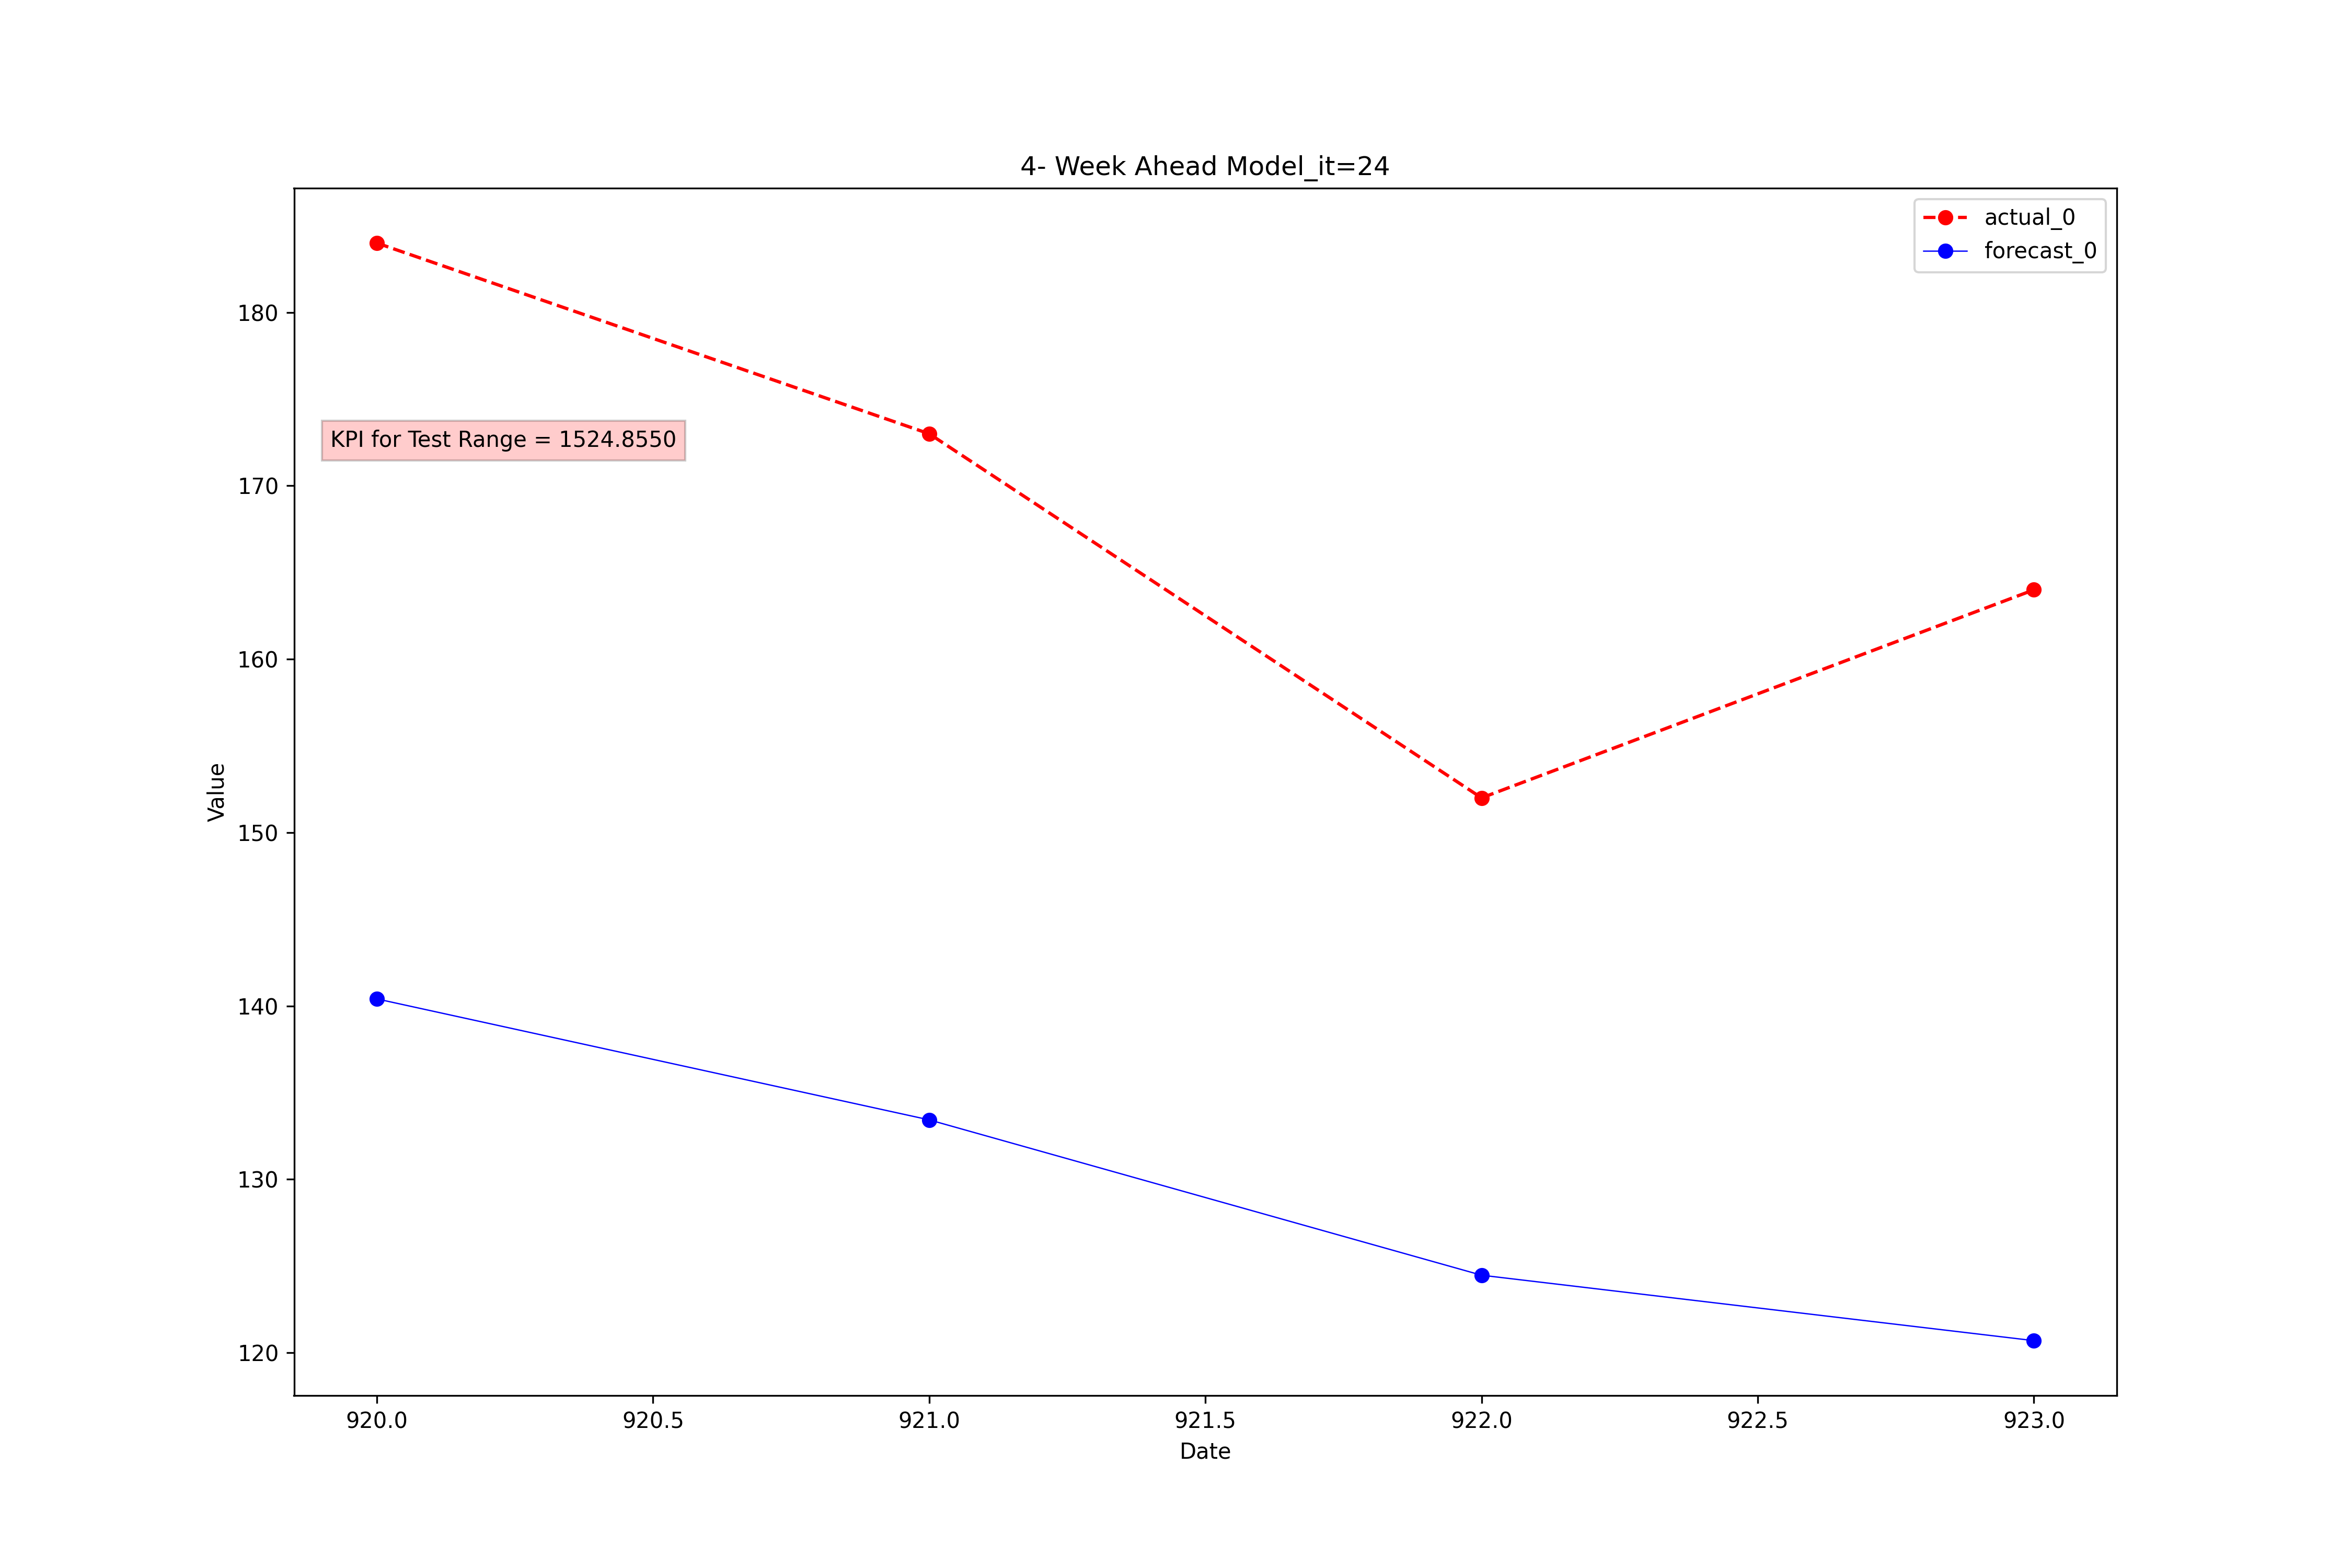 4- Week Ahead Model_it=24
actual_0
forecast_0
KPI for Test Range = 1524.8550
Value
180
170
160
150
140
130
120
920.0 920.5 921.0 921.5 922.0 922.5 923.0
Date